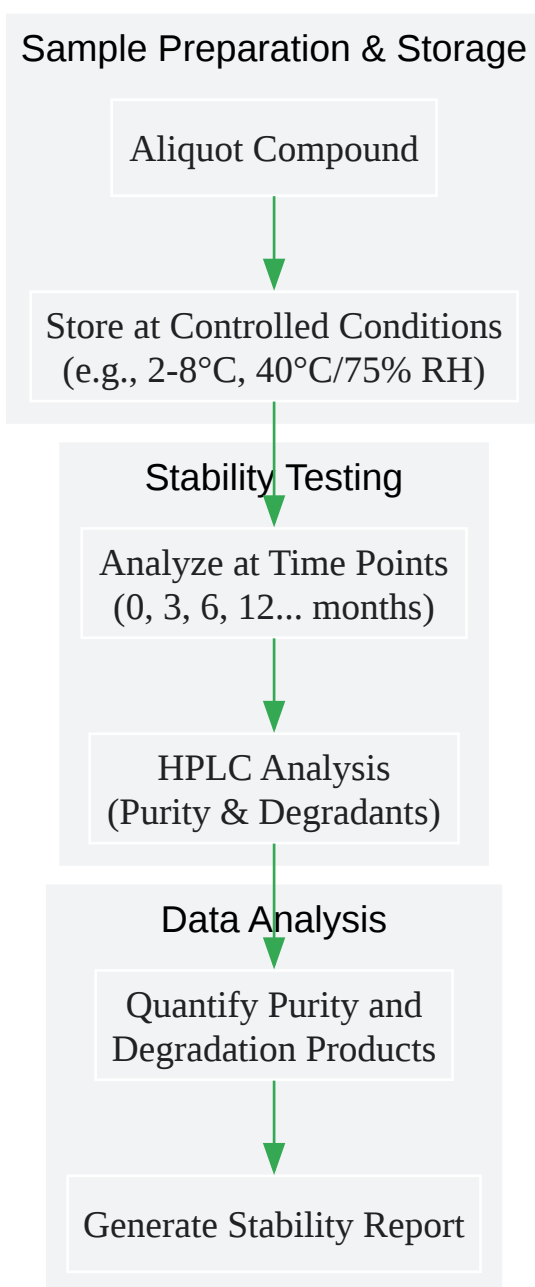 Sample Preparation & Storage
Aliquot Compound
Store at Controlled Conditions
(e.g., 2-8°C, 40°C/75% RH)
Stability Testing
Analyze at Time Points
(0, 3, 6, 12... months)
HPLC Analysis
(Purity & Degradants)
Data Analysis
Quantify Purity and
Degradation Products
Generate Stability Report